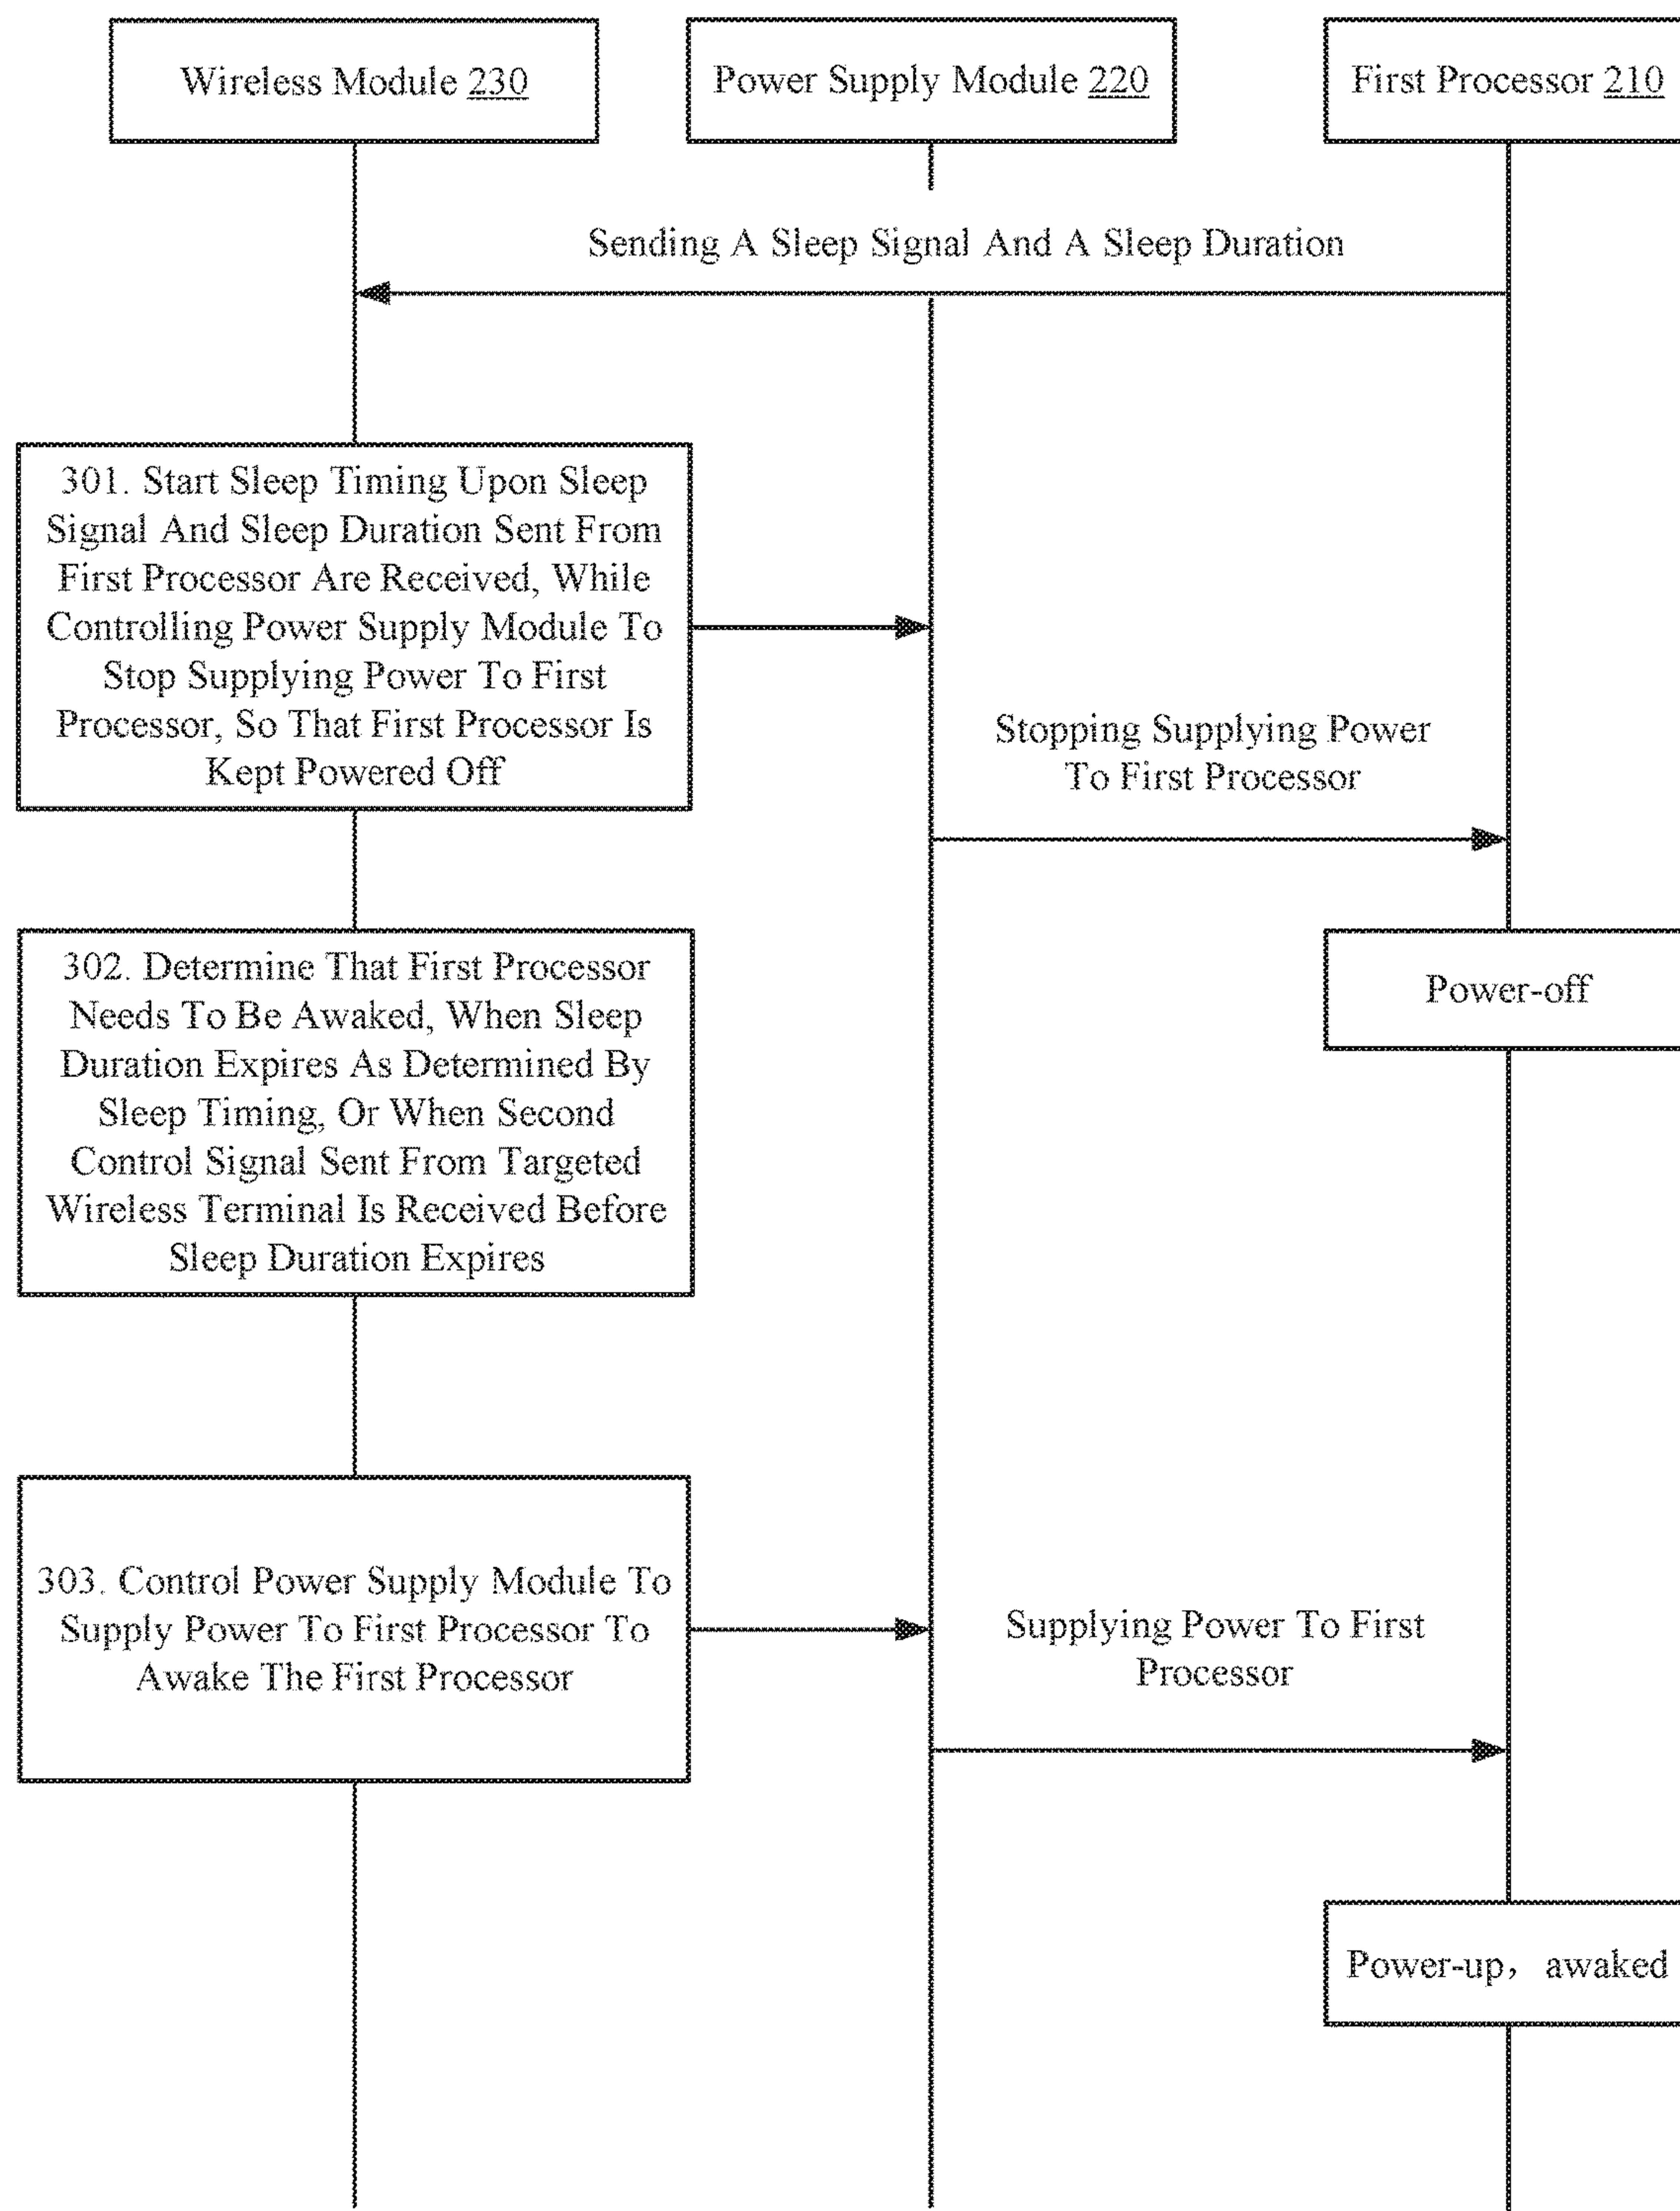 Wireless Module 230
Power Supply Module 220
First Processor 210
Sending A Sleep Signal And A Sleep Duration
301. Start Sleep Timing Upon Sleep
Signal And Sleep Duration Sent From
First Processor Are Received, While
Controlling Power Supply Module To
Stop Supplying Power To First
Processor, So That First Processor Is
Kept Powered Off
Stopping Supplying Power
To First Processor
302. Determine That First Processor
Needs To Be Awaked, When Sleep
Duration Expires As Determined By
Sleep Timing, Or When Second
Control Signal Sent From Targeted
Wireless Terminal Is Received Before
Sleep Duration Expires
Power-off
303. Control Power Supply Module To
Supply Power To First Processor To
Awake The First Processor
Supplying Power To First
Processor
Power-up，awaked